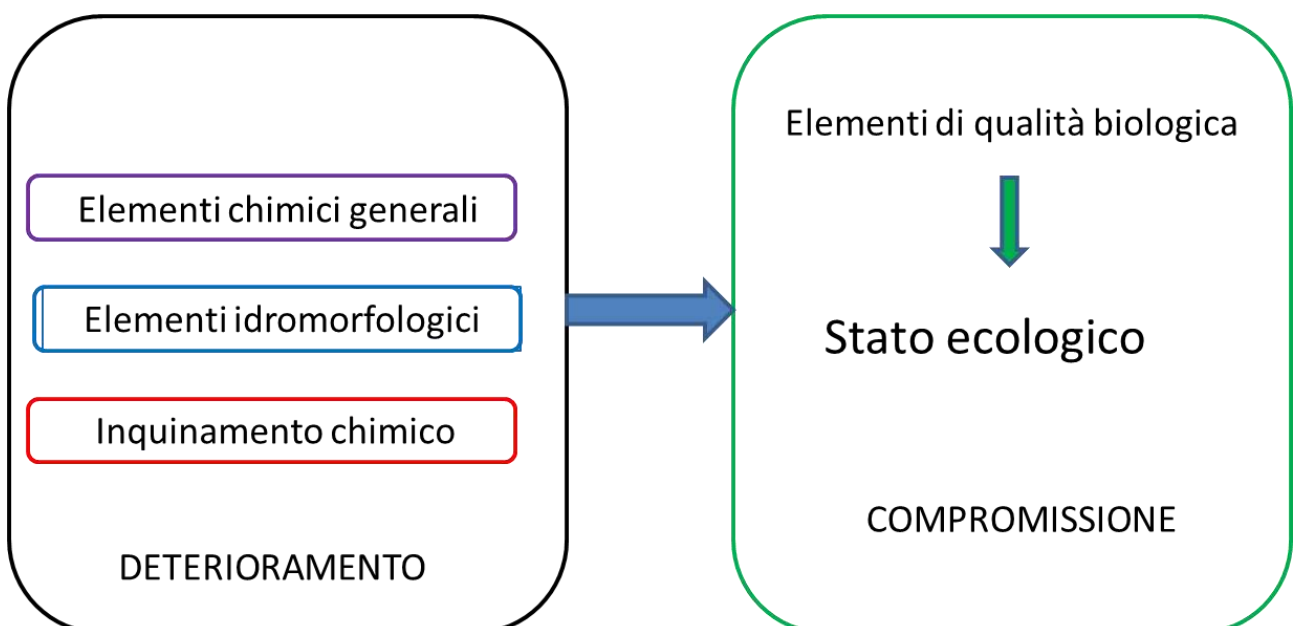 Elementi chimici generali
Elementi idromorfologici
Inquinamento chimico
DETERIORAMENTO
Elementi di qualità biologica
Stato ecologico
COMPROMISSIONE